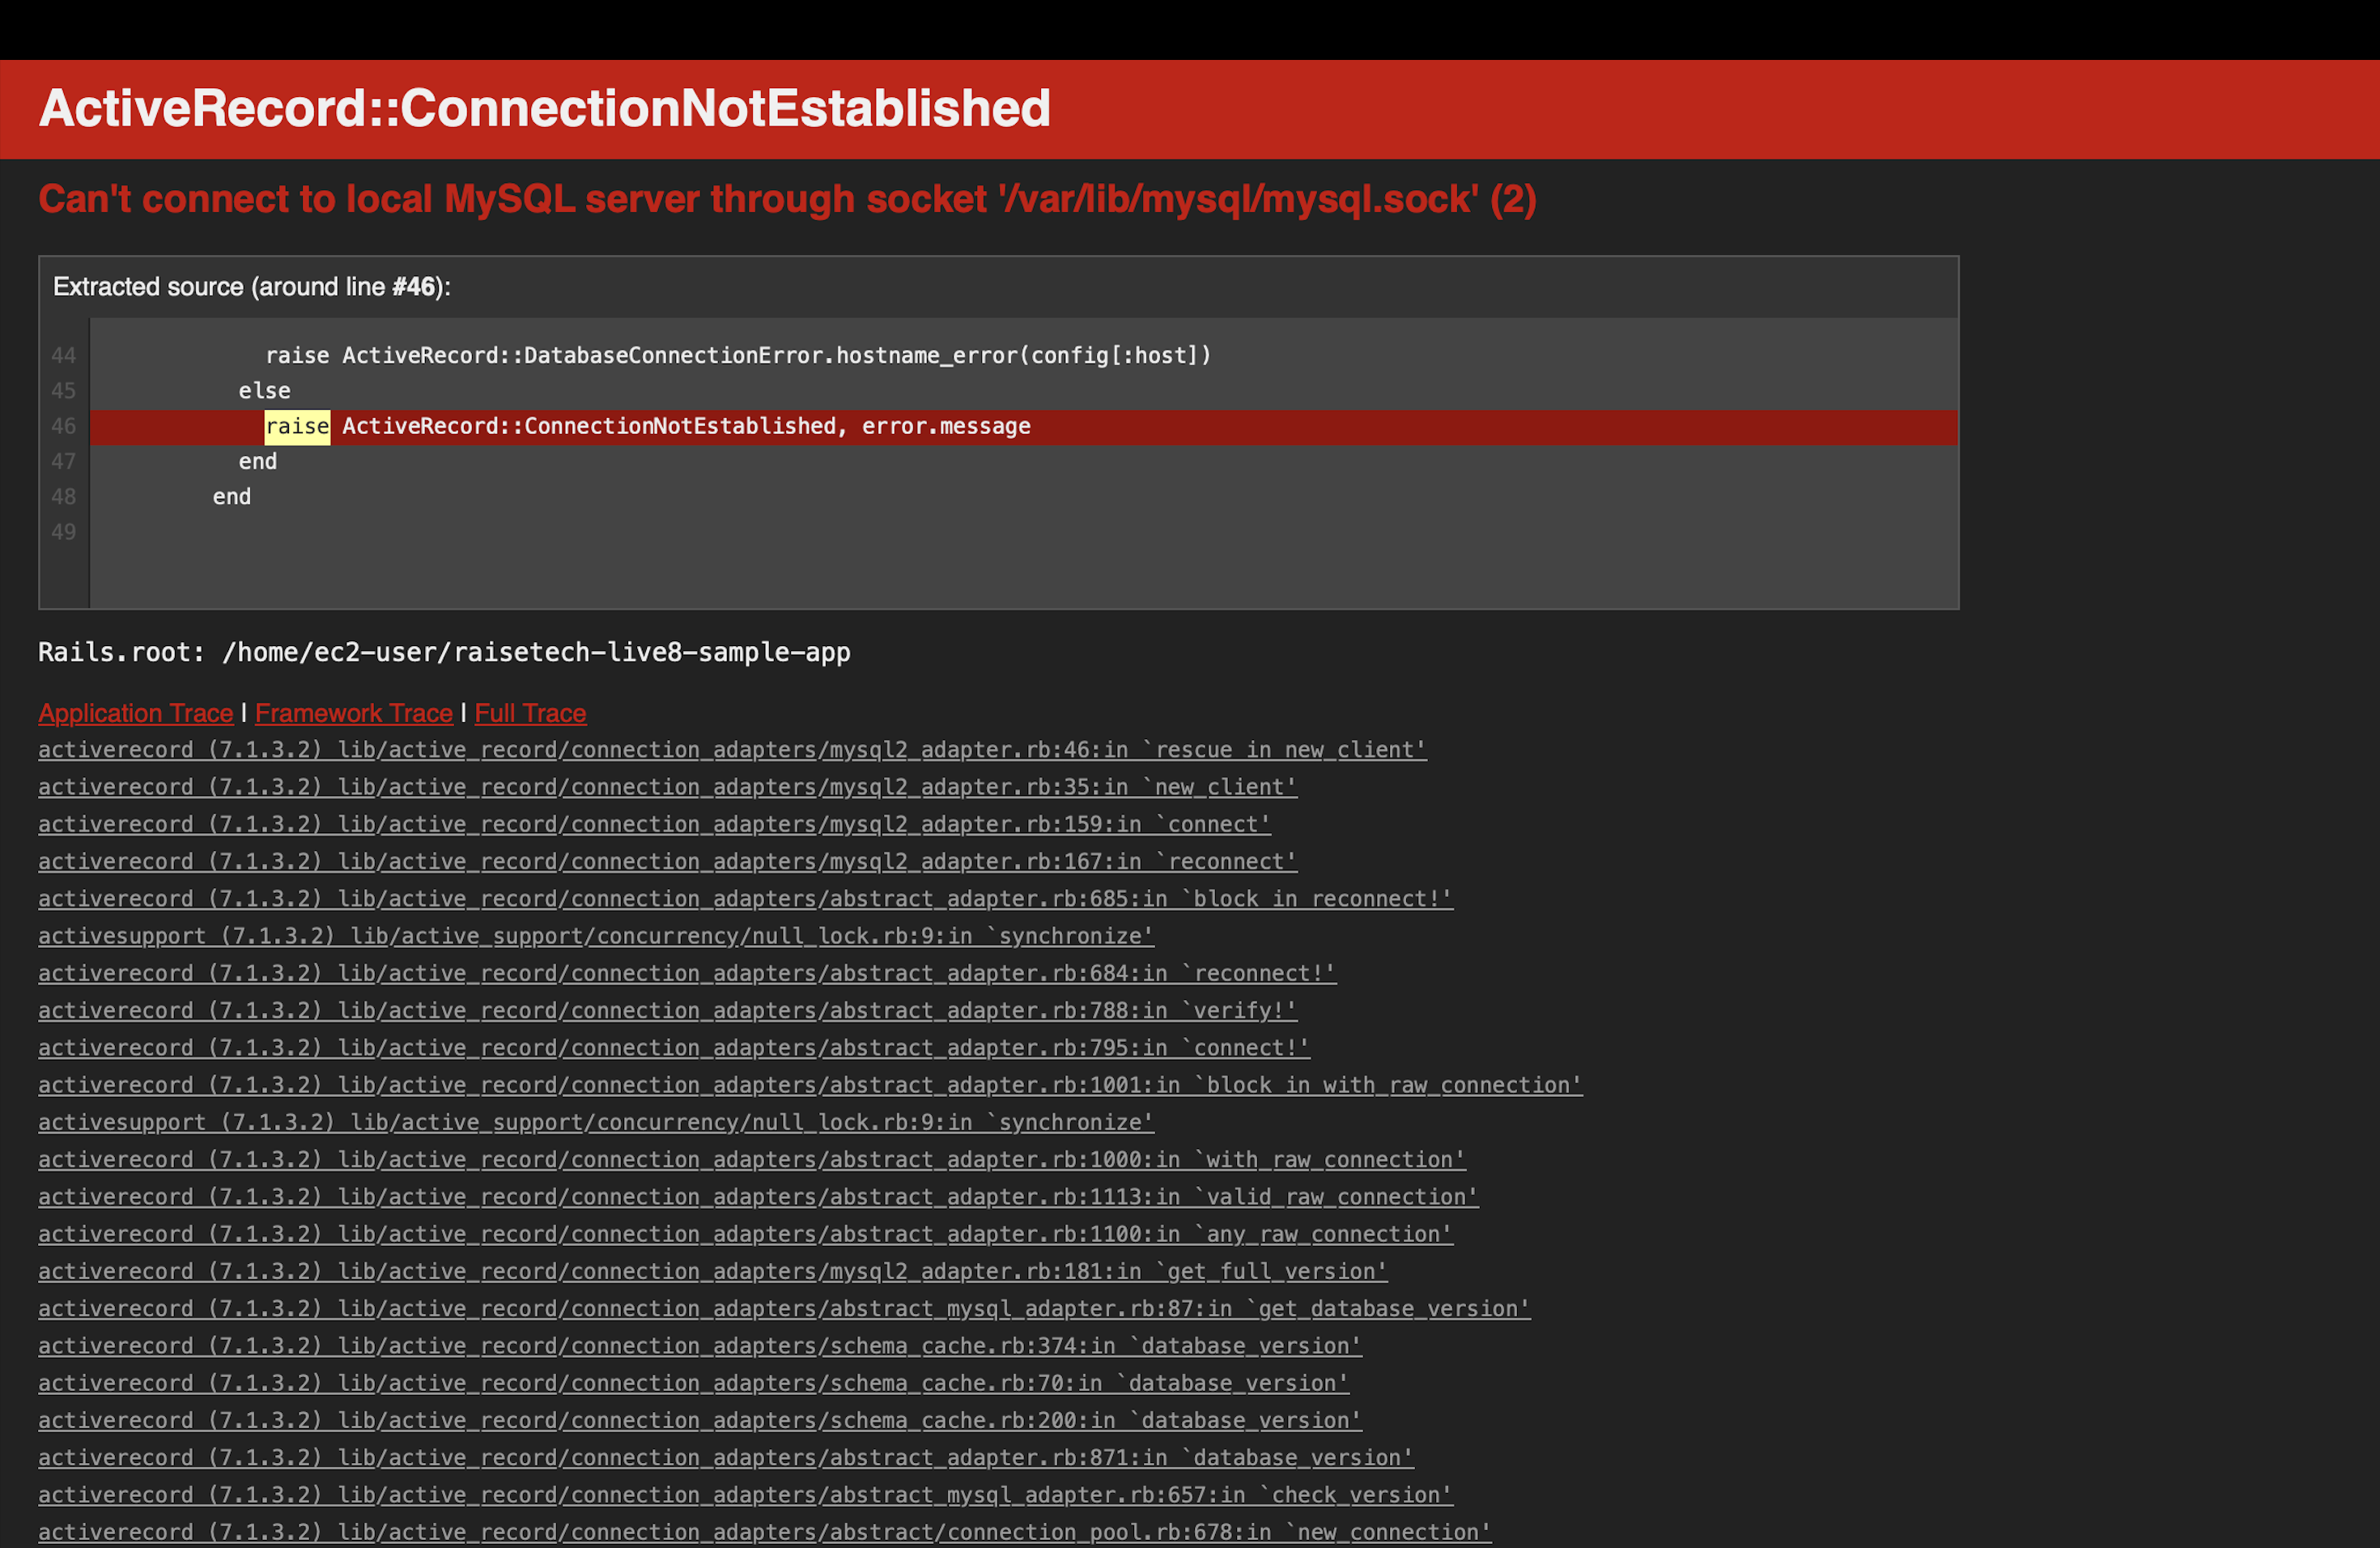 ActiveRecord::ConnectionNotEstablished
Can't connect to local MySQL server through socket '/var/lib/mysql/mysql.sock' (2)
Extracted source (around line #46):
44 raise ActiveRecord::DatabaseConnectionError.hostname_error(config[:host])
45 else
46 raise ActiveRecord::ConnectionNotEstablished, error.message
47 end
48 end
49
Rails.root: /home/ec2-user/raisetech-live8-sample-app
Application Trace | Framework Trace | Full Trace
activerecord (7.1.3.2) lib/active_record/connection_adapters/mysql2_adapter.rb:46:in `rescue in new_client'
activerecord (7.1.3.2) lib/active_record/connection_adapters/mysql2_adapter.rb:35:in `new_client'
activerecord (7.1.3.2) lib/active_record/connection_adapters/mysql2_adapter.rb:159:in `connect'
activerecord (7.1.3.2) lib/active_record/connection_adapters/mysql2_adapter.rb:167:in `reconnect'
activerecord (7.1.3.2) lib/active_record/connection_adapters/abstract_adapter.rb:685:in `block in reconnect!'
activesupport (7.1.3.2) lib/active_support/concurrency/null_lock.rb:9:in `synchronize'
activerecord (7.1.3.2) lib/active_record/connection_adapters/abstract_adapter.rb:684:in `reconnect!'
activerecord (7.1.3.2) lib/active_record/connection_adapters/abstract_adapter.rb:788:in `verify!'
activerecord (7.1.3.2) lib/active_record/connection_adapters/abstract_adapter.rb:795:in `connect!'
activerecord (7.1.3.2) lib/active_record/connection_adapters/abstract_adapter.rb:1001:in `block in with_raw_connection'
activesupport (7.1.3.2) lib/active_support/concurrency/null_lock.rb:9:in `synchronize'
activerecord (7.1.3.2) lib/active_record/connection_adapters/abstract_adapter.rb:1000:in `with_raw_connection'
activerecord (7.1.3.2) lib/active_record/connection_adapters/abstract_adapter.rb:1113:in `valid_raw_connection'
activerecord (7.1.3.2) lib/active_record/connection_adapters/abstract_adapter.rb:1100:in `any_raw_connection'
activerecord (7.1.3.2) lib/active_record/connection_adapters/mysql2_adapter.rb:181:in `get_full_version'
activerecord (7.1.3.2) lib/active_record/connection_adapters/abstract_mysql_adapter.rb:87:in `get_database_version'
activerecord (7.1.3.2) lib/active_record/connection_adapters/schema_cache.rb:374:in `database_version'
activerecord (7.1.3.2) lib/active_record/connection_adapters/schema_cache.rb:70:in `database_version'
activerecord (7.1.3.2) lib/active_record/connection_adapters/schema_cache.rb:200:in `database_version'
activerecord (7.1.3.2) lib/active_record/connection_adapters/abstract_adapter.rb:871:in `database_version'
activerecord (7.1.3.2) lib/active_record/connection_adapters/abstract_mysql_adapter.rb:657:in `check_version'
activerecord (7.1.3.2) lib/active_record/connection_adapters/abstract/connection_pool.rb:678:in `new_connection'